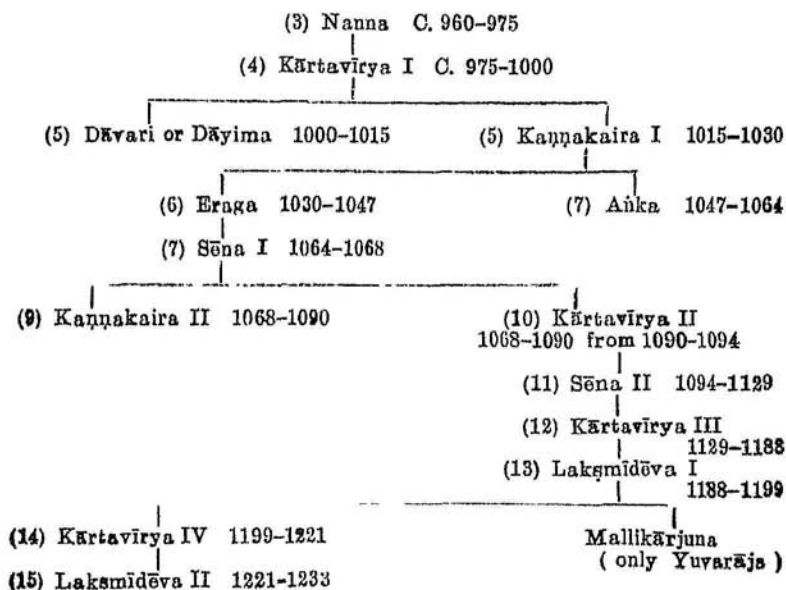 (3) Nanna C. 960–975
(4) Kārtavīrya I C. 975–1000
(5) Dāvari or Dāyima 1000–1015 (5) Kaṇṇakaira I 1015–1030
(6) Eraga 1030–1047 (7) Aṅka 1047–1064
(7) Sēna I 1064–1068
(9) Kaṇṇakaira II 1068–1090 (10) Kārtavīrya II
1068–1090 from 1090–1094
(11) Sēna II 1094–1129
(12) Kārtavīrya III
1129–1188
(13) Lakṣmīdēva I
1188–1199
(14) Kārtavīrya IV 1199–1221 Mallikārjuna
( only Yuvarāja )
(15) Lakṣmīdēva II 1221–1233